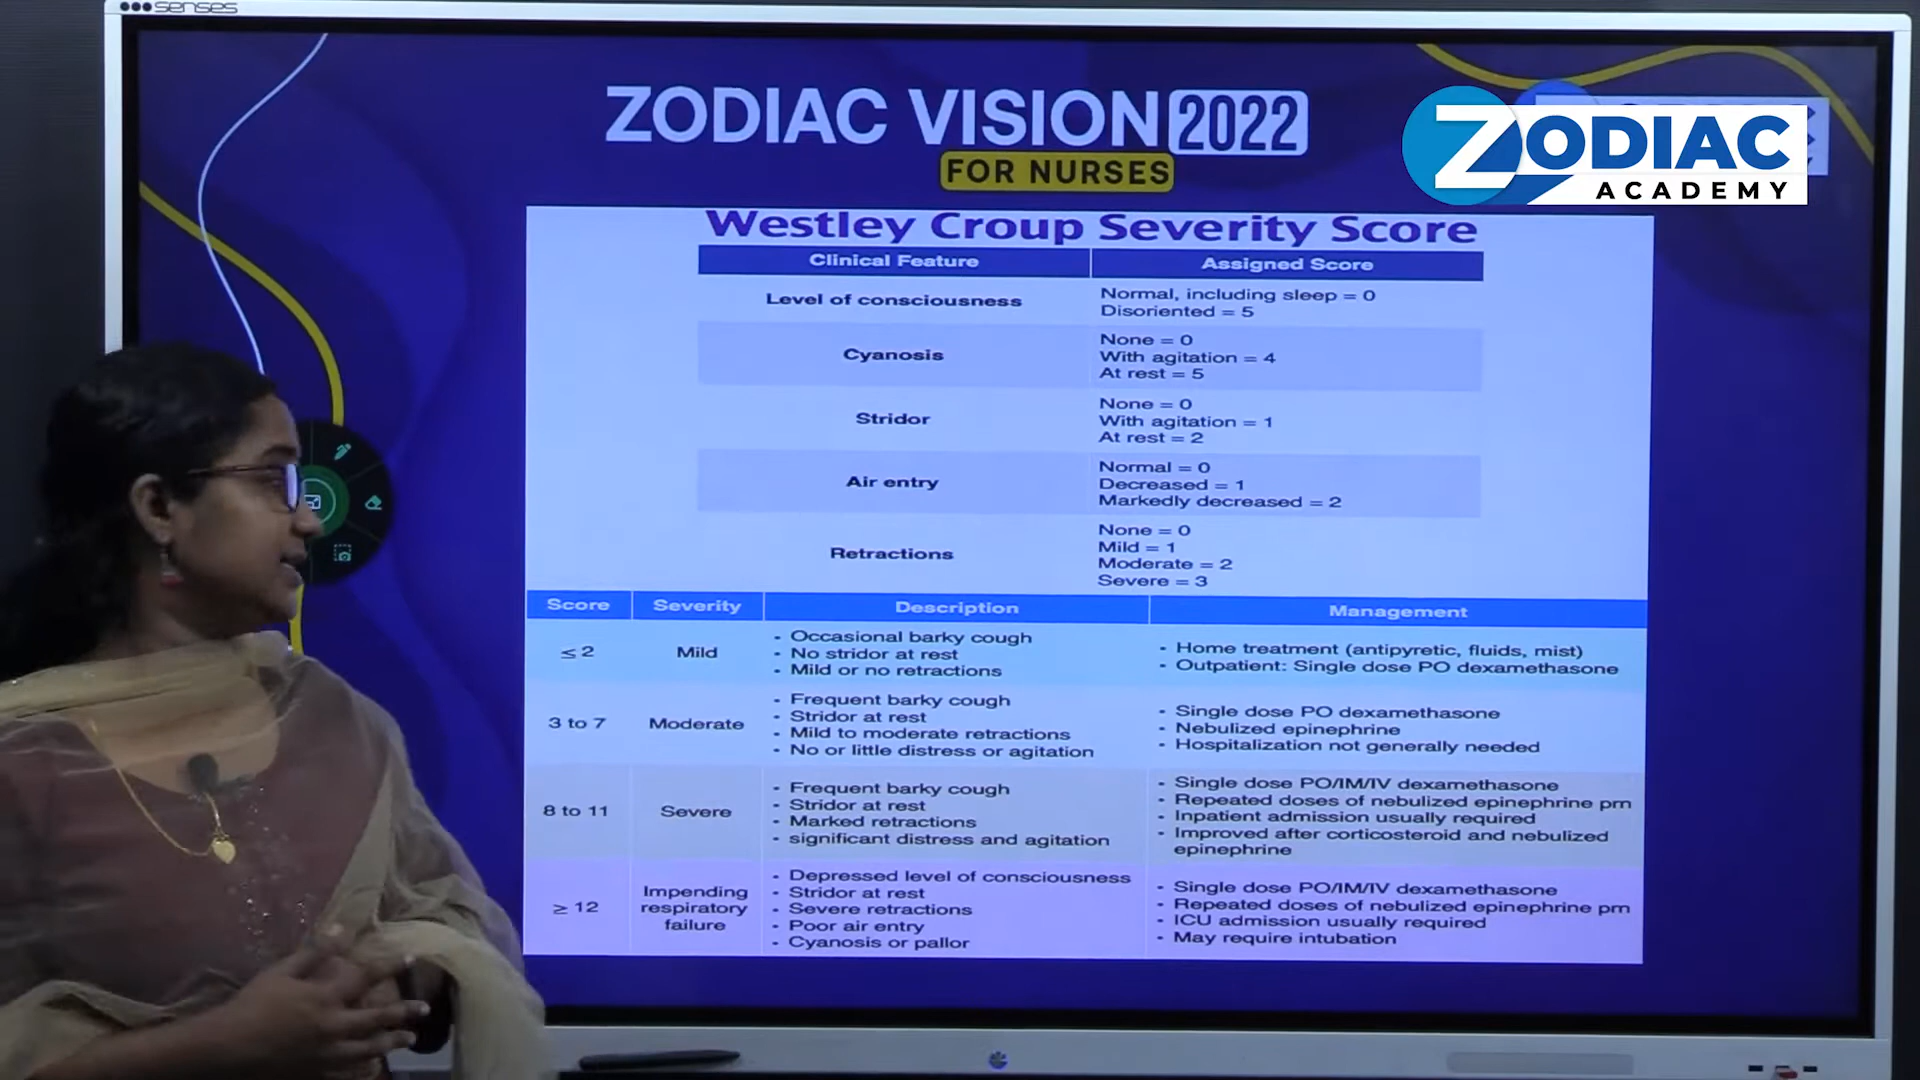 senses
ZODIAC VISION 2022
FOR NURSES
ZODIAC
ACADEMY
Westley Croup Severity Score
Clinical Feature
Assigned Score
Level of consciousness
Normal, including sleep = 0
Disoriented = 5
Cyanosis
None = 0
With agitation = 4
At rest = 5
Stridor
None = 0
With agitation = 1
At rest = 2
Air entry
Normal = 0
Decreased = 1
Markedly decreased = 2
Retractions
None = 0
Mild = 1
Moderate = 2
Severe = 3
Score
Severity
Description
Management
≤ 2
Mild
- Occasional barky cough
- No stridor at rest
- Mild or no retractions
- Home treatment (antipyretic, fluids, mist)
- Outpatient: Single dose PO dexamethasone
3 to 7
Moderate
- Frequent barky cough
- Stridor at rest
- Mild to moderate retractions
- No or little distress or agitation
- Single dose PO dexamethasone
- Nebulized epinephrine
- Hospitalization not generally needed
8 to 11
Severe
- Frequent barky cough
- Stridor at rest
- Marked retractions
- significant distress and agitation
- Single dose PO/IM/IV dexamethasone
- Repeated doses of nebulized epinephrine prn
- Inpatient admission usually required
- Improved after corticosteroid and nebulized
epinephrine
≥ 12
Impending
respiratory
failure
- Depressed level of consciousness
- Stridor at rest
- Severe retractions
- Poor air entry
- Cyanosis or pallor
- Single dose PO/IM/IV dexamethasone
- Repeated doses of nebulized epinephrine prn
- ICU admission usually required
- May require intubation